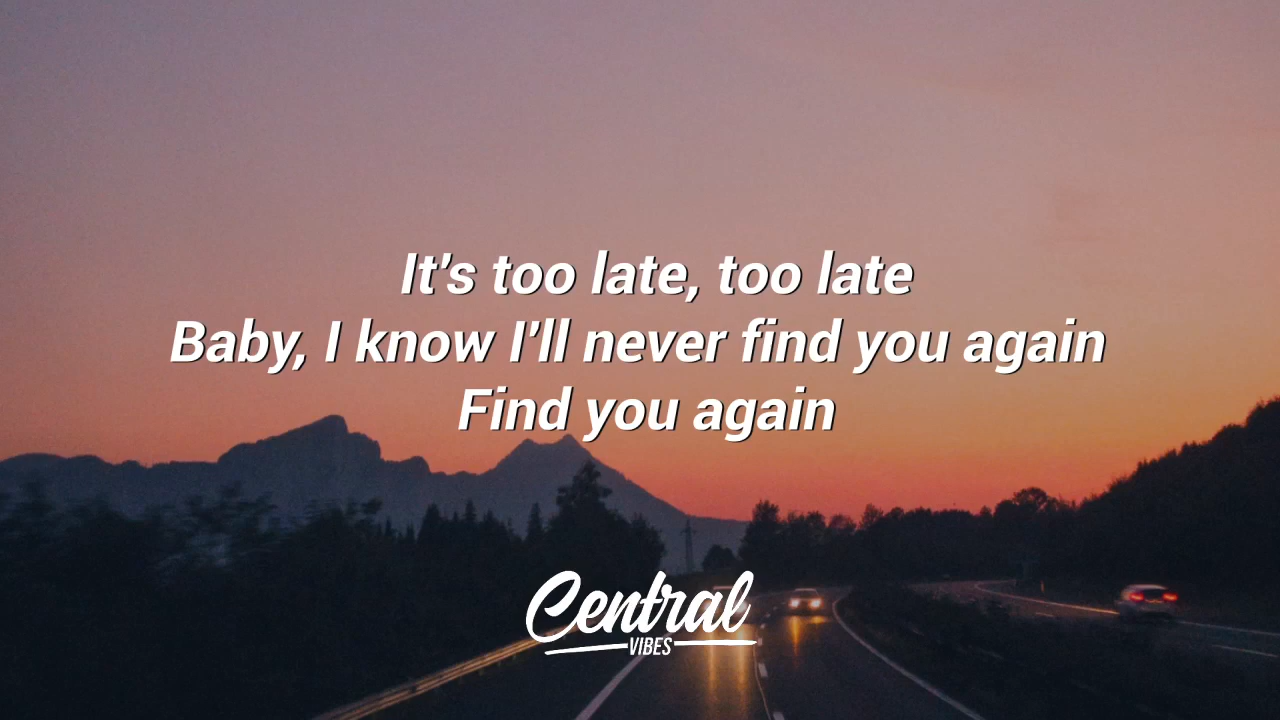 It's too late, too late
Baby, I know I'll never find you again
Find you again
Central
VIBES